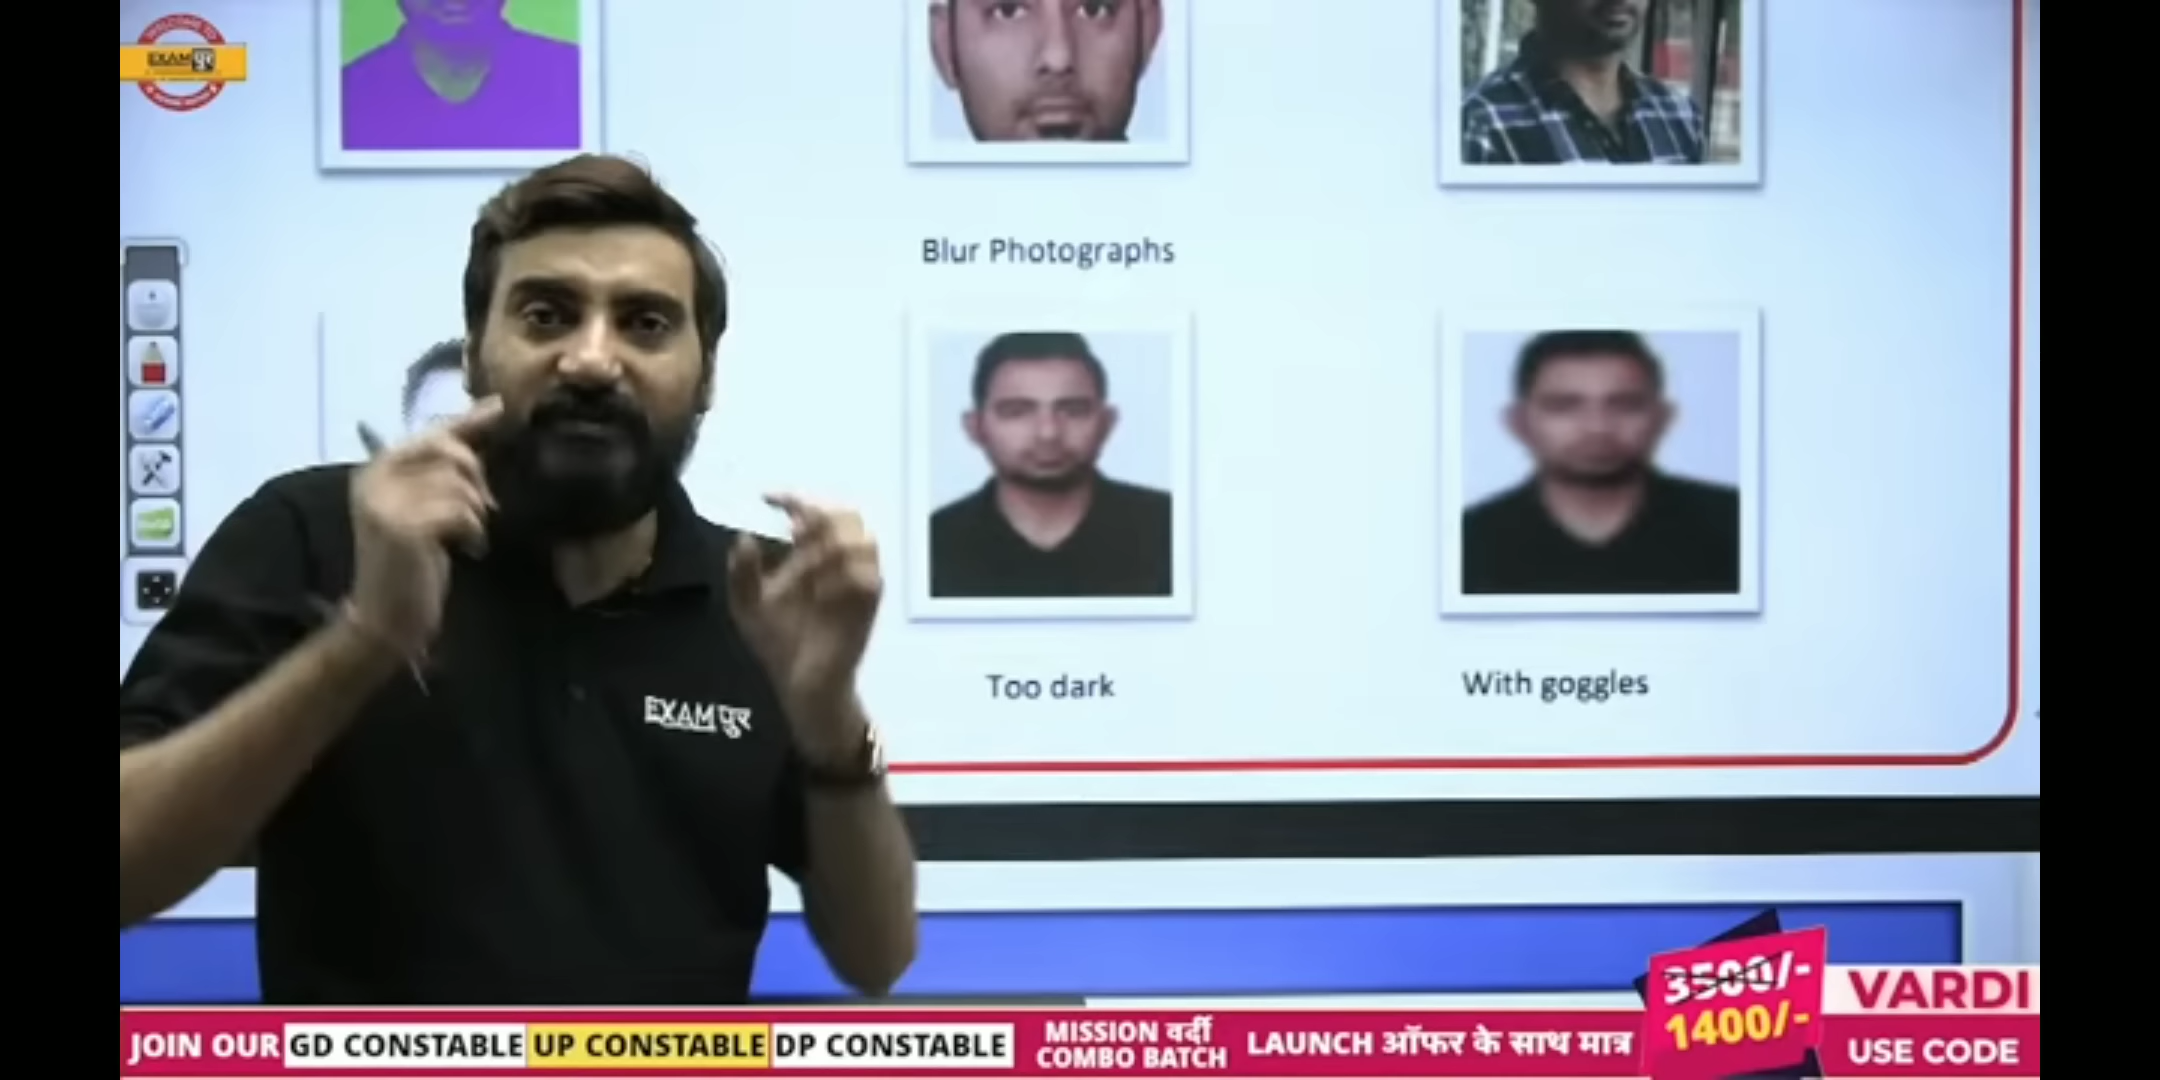 EXAM पुर
Blur Photographs
Too dark
With goggles
EXAM पुर
JOIN OUR GD CONSTABLE UP CONSTABLE DP CONSTABLE
MISSION वर्दी
COMBO BATCH
LAUNCH ऑफर के साथ मात्र
3500/-
1400/-
VARDI
USE CODE